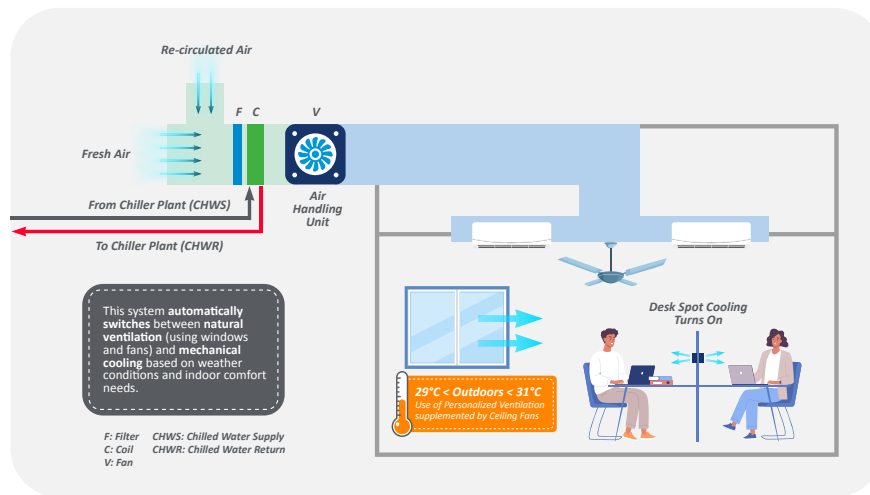 Re-circulated Air
F
C
V
Fresh Air
From Chiller Plant (CHWS)
Air
Handling
Unit
To Chiller Plant (CHWR)
This system automatically
switches between natural
ventilation (using windows
and fans) and mechanical
cooling based on weather
conditions and indoor comfort
needs.
Desk Spot Cooling
Turns On
29°C < Outdoors < 31°C
Use of Personalized Ventilation
supplemented by Ceiling Fans
F: Filter CHWS: Chilled Water Supply
C: Coil CHWR: Chilled Water Return
V: Fan